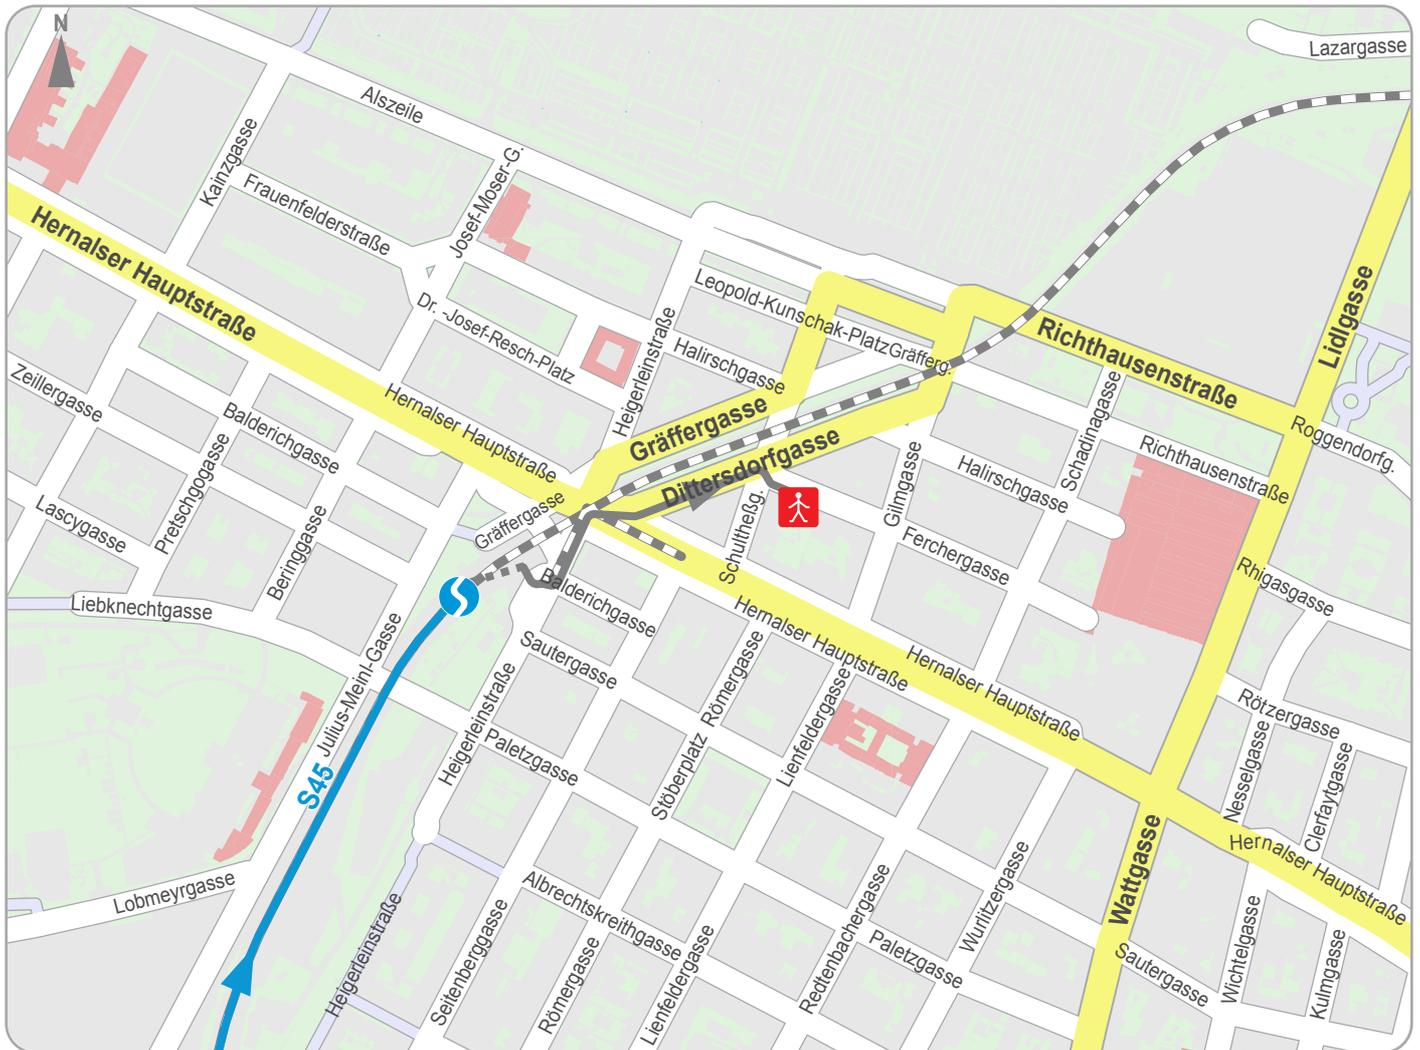 N
Lazargasse
Alszeile
Kainzgasse
Josef-Moser-G.
Frauenfelderstraße
Hernalser Hauptstraße
Lidlgasse
Leopold-Kunschak-Platz
Gräfferg.
Dr. -Josef-Resch-Platz
Heigerleinstraße
Halirschgasse
Richthausenstraße
Zeillergasse
Hernalser Hauptstraße
Balderichgasse
Gräffergasse
Schadinagasse
Roggendorfg.
Richthausenstraße
Dittersdorfgasse
Pretschgogasse
Halirschgasse
Gilmgasse
Lascygasse
Beringgasse
Gräffergasse
Schultheßg.
Ferchergasse
Rhigasgasse
Liebknechtgasse
Balderichgasse
Hernalser Hauptstraße
Sautergasse
Julius-Meinl-Gasse
Heigerleinstraße
Römergasse
Hernalser Hauptstraße
Lienfeldergasse
Rötzergasse
Paletzgasse
Stöberplatz
S45
Nesselgasse
Clerfaytgasse
Hernalser Hauptstraße
Wattgasse
Lobmeyrgasse
Albrechtskreithgasse
Heigerleinstraße
Seitenberggasse
Römergasse
Lienfeldergasse
Redtenbachergasse
Wurlitzergasse
Paletzgasse
Sautergasse
Wichtelgasse
Kulmgasse